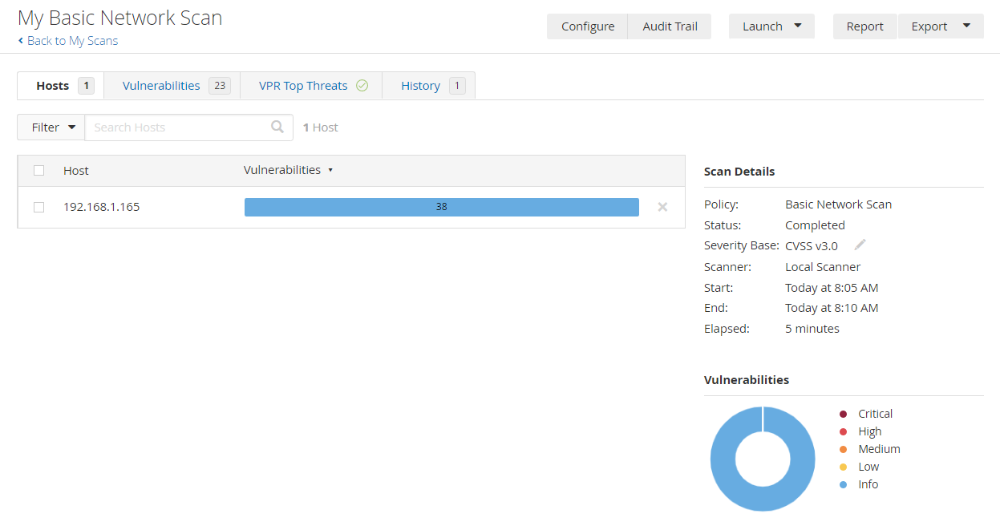 My Basic Network Scan
Back to My Scans
Configure Audit Trail Launch Report Export
Hosts 1 Vulnerabilities 23 VPR Top Threats History 1
Filter Search Hosts 1 Host
Host Vulnerabilities
192.168.1.165 38
Scan Details
Policy: Basic Network Scan
Status: Completed
Severity Base: CVSS v3.0
Scanner: Local Scanner
Start: Today at 8:05 AM
End: Today at 8:10 AM
Elapsed: 5 minutes
Vulnerabilities
Critical
High
Medium
Low
Info